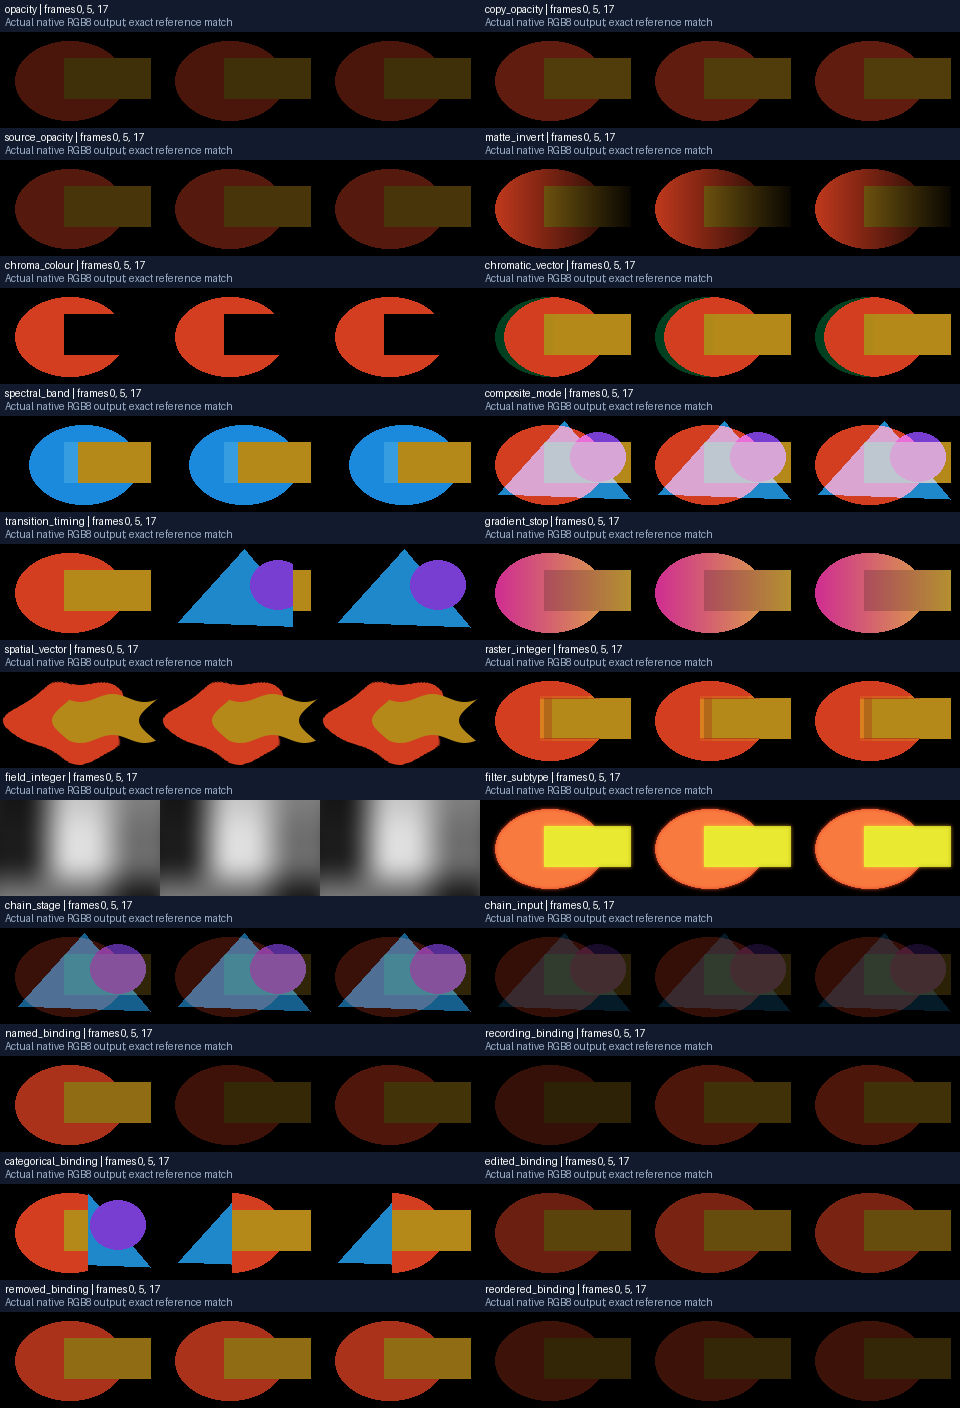 opacity | frames 0, 5, 17
Actual native RGB8 output; exact reference match
copy_opacity | frames 0, 5, 17
Actual native RGB8 output; exact reference match
source_opacity | frames 0, 5, 17
Actual native RGB8 output; exact reference match
matte_invert | frames 0, 5, 17
Actual native RGB8 output; exact reference match
chroma_colour | frames 0, 5, 17
Actual native RGB8 output; exact reference match
chromatic_vector | frames 0, 5, 17
Actual native RGB8 output; exact reference match
spectral_band | frames 0, 5, 17
Actual native RGB8 output; exact reference match
composite_mode | frames 0, 5, 17
Actual native RGB8 output; exact reference match
transition_timing | frames 0, 5, 17
Actual native RGB8 output; exact reference match
gradient_stop | frames 0, 5, 17
Actual native RGB8 output; exact reference match
spatial_vector | frames 0, 5, 17
Actual native RGB8 output; exact reference match
raster_integer | frames 0, 5, 17
Actual native RGB8 output; exact reference match
field_integer | frames 0, 5, 17
Actual native RGB8 output; exact reference match
filter_subtype | frames 0, 5, 17
Actual native RGB8 output; exact reference match
chain_stage | frames 0, 5, 17
Actual native RGB8 output; exact reference match
chain_input | frames 0, 5, 17
Actual native RGB8 output; exact reference match
named_binding | frames 0, 5, 17
Actual native RGB8 output; exact reference match
recording_binding | frames 0, 5, 17
Actual native RGB8 output; exact reference match
categorical_binding | frames 0, 5, 17
Actual native RGB8 output; exact reference match
edited_binding | frames 0, 5, 17
Actual native RGB8 output; exact reference match
removed_binding | frames 0, 5, 17
Actual native RGB8 output; exact reference match
reordered_binding | frames 0, 5, 17
Actual native RGB8 output; exact reference match